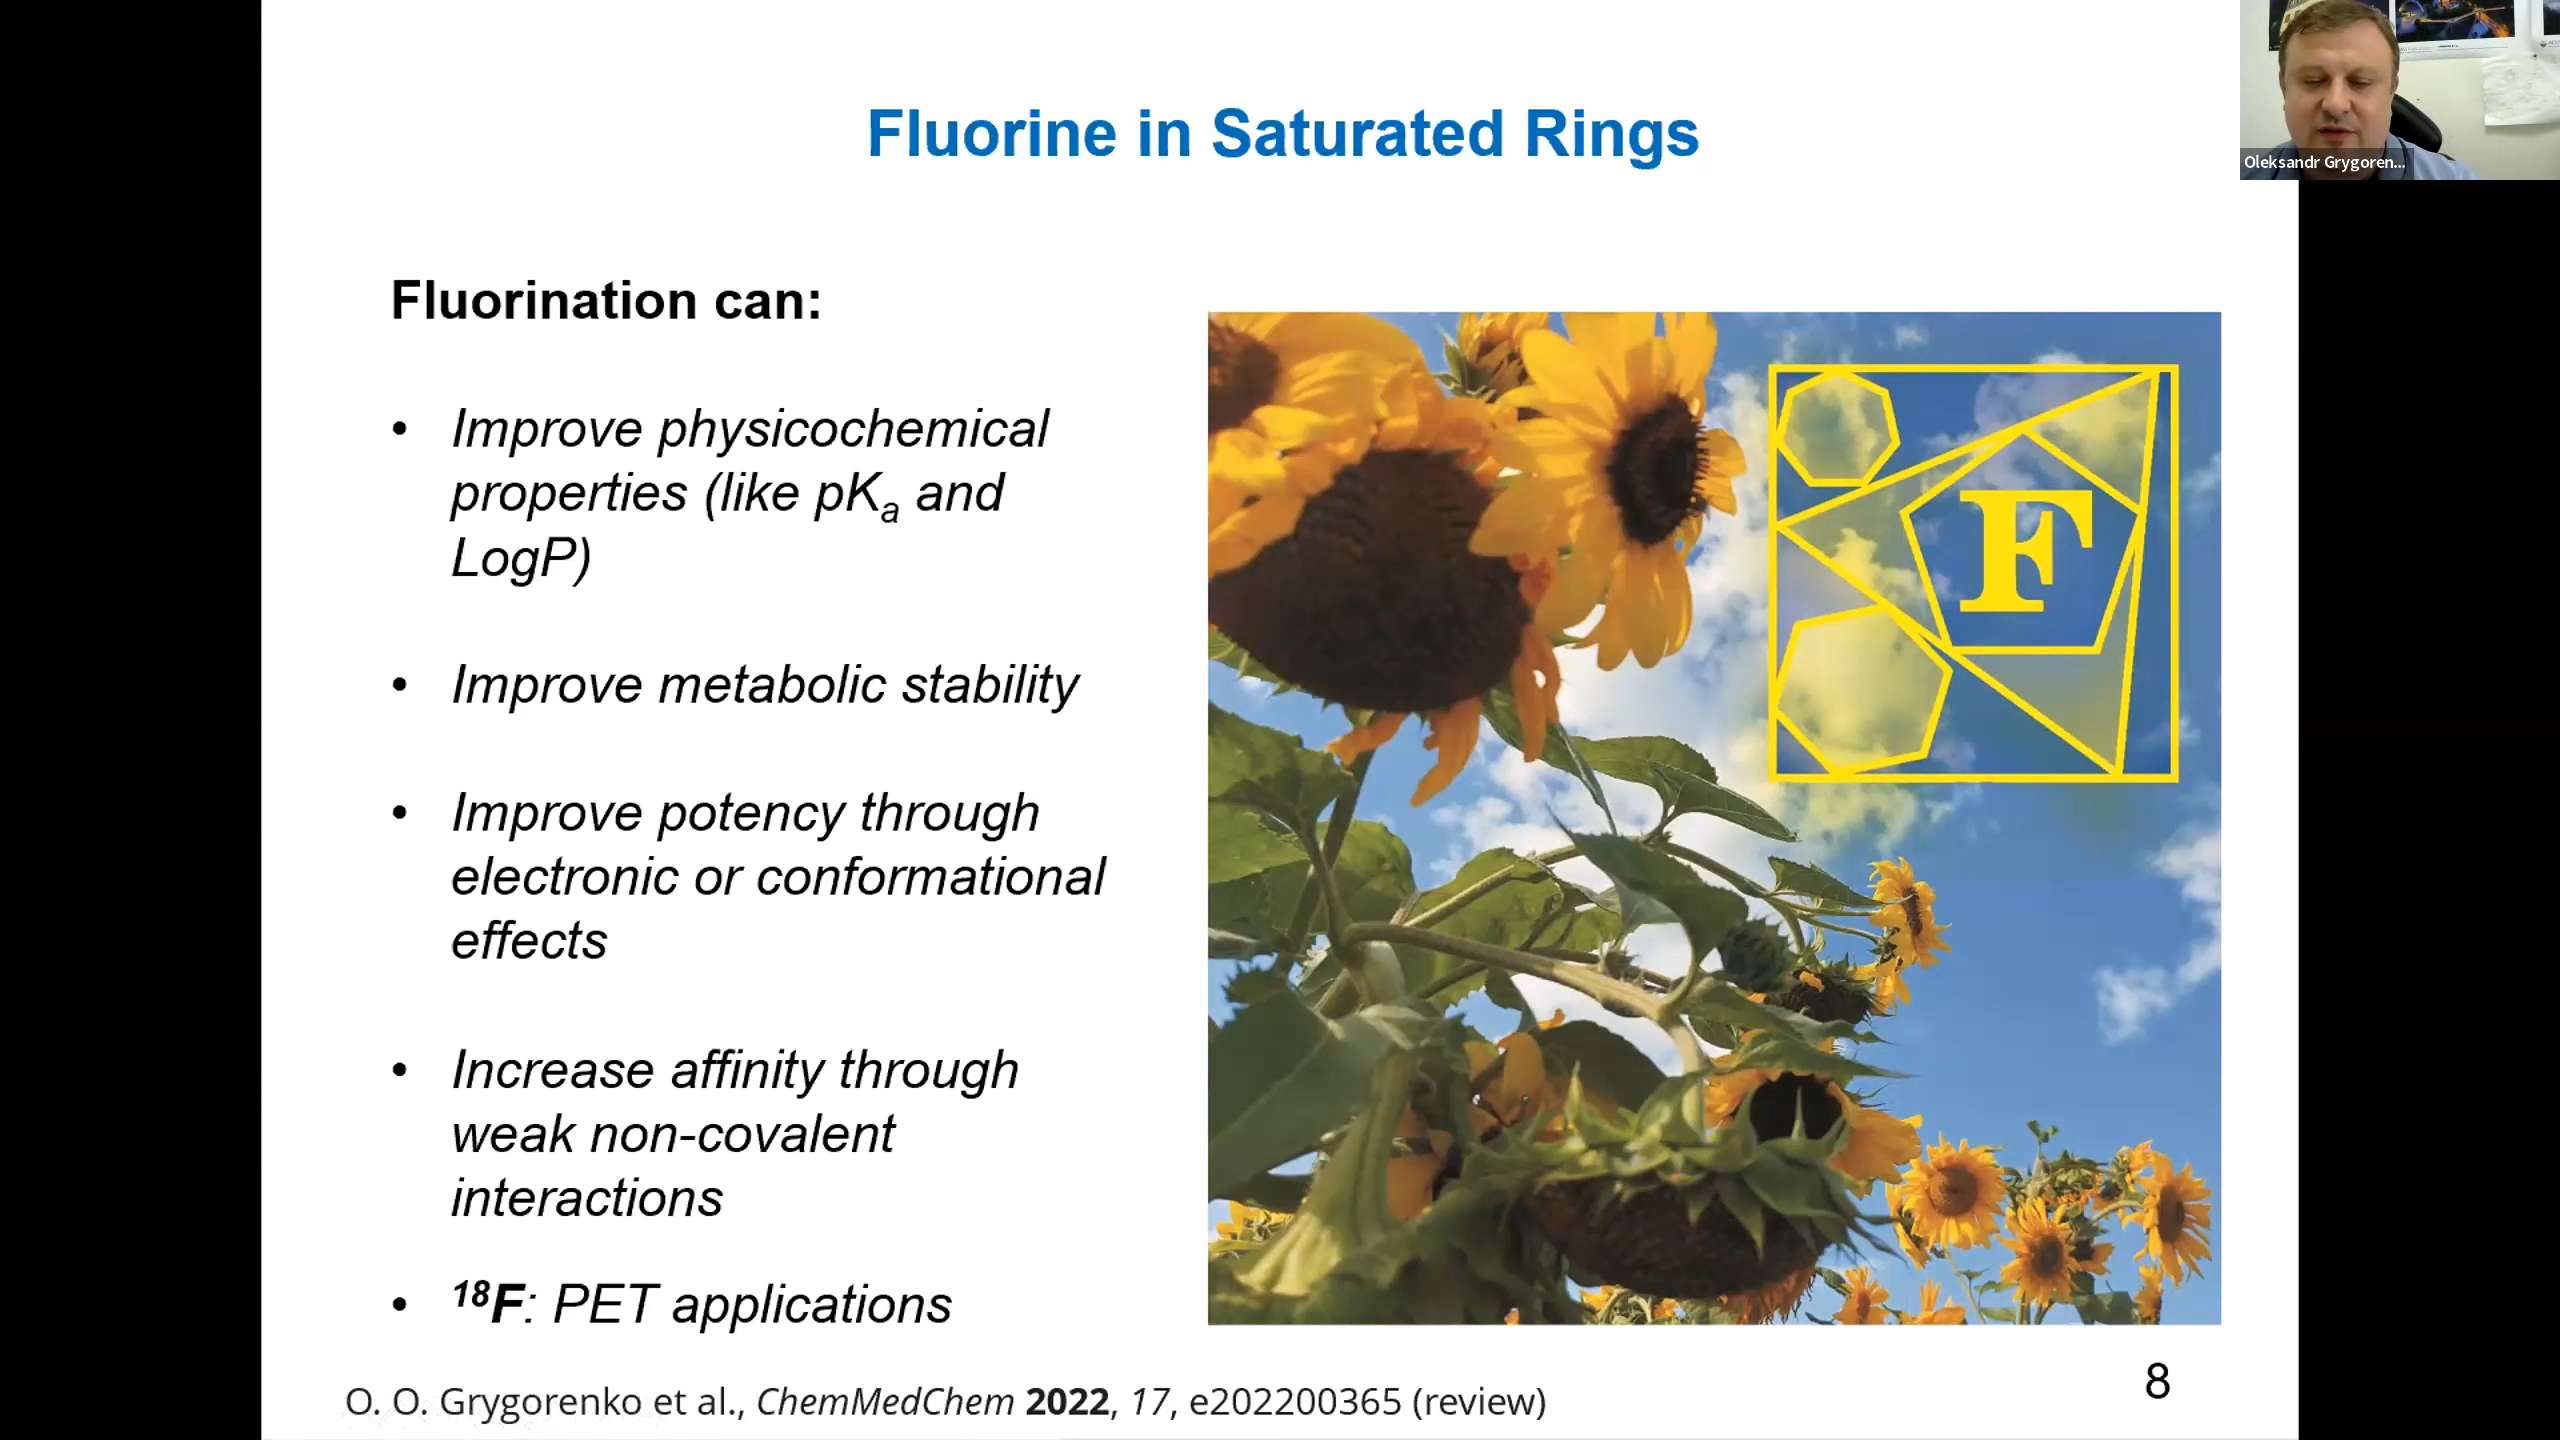 Fluorine in Saturated Rings
Oleksandr Grygoren...
Fluorination can:
• Improve physicochemical
properties (like pKa and
LogP)
• Improve metabolic stability
• Improve potency through
electronic or conformational
effects
• Increase affinity through
weak non-covalent
interactions
• 18F: PET applications
F
O. O. Grygorenko et al., ChemMedChem 2022, 17, e202200365 (review)
8